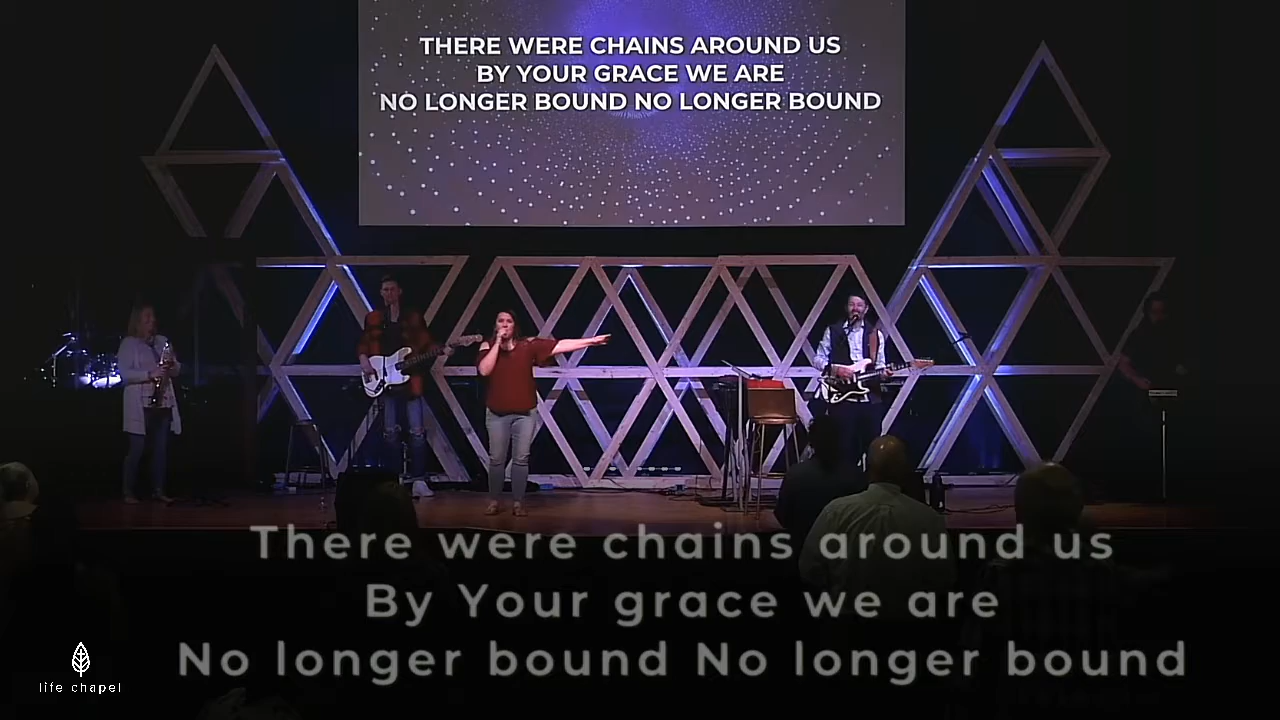 THERE WERE CHAINS AROUND US
BY YOUR GRACE WE ARE
NO LONGER BOUND NO LONGER BOUND
There were chains around us
By Your grace we are
No longer bound No longer bound
life chapel